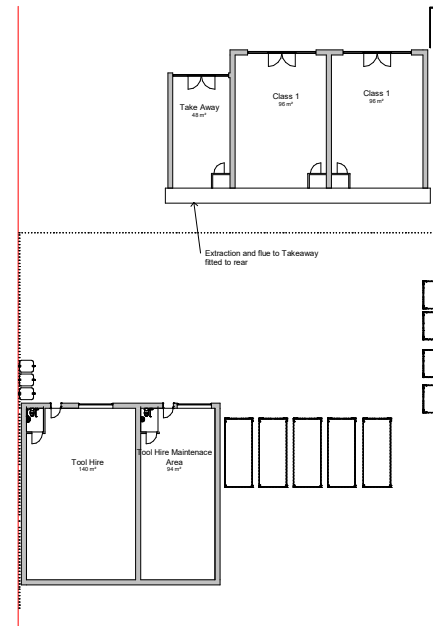 Take Away
48 m²
Class 1
96 m²
Class 1
96 m²
Extraction and flue to Takeaway
fitted to rear
Tool Hire
140 m²
Tool Hire Maintenace
Area
94 m²